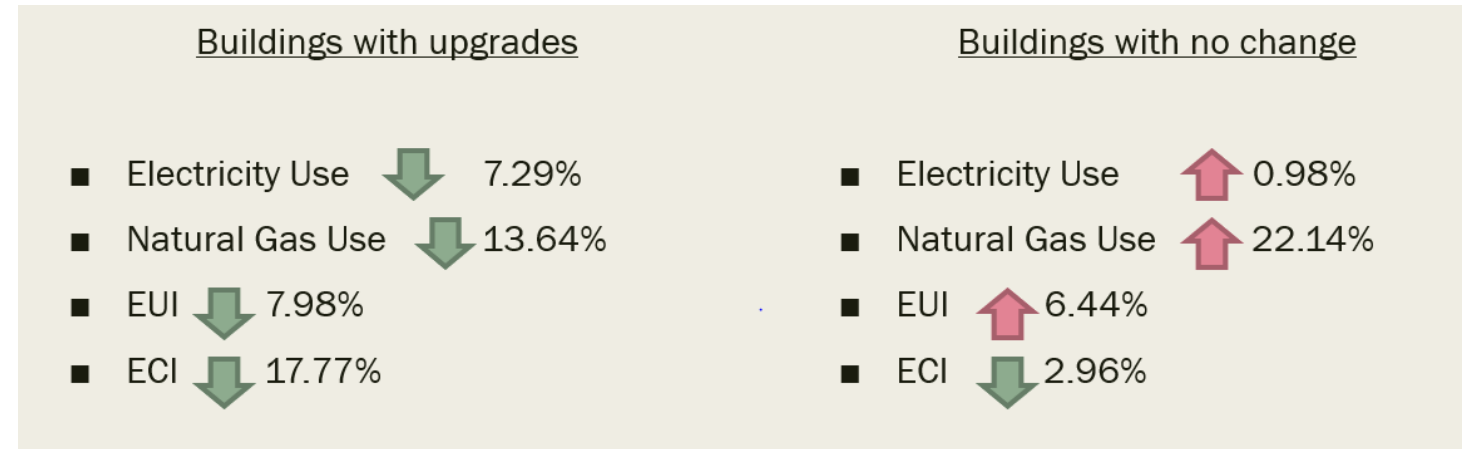 Buildings with upgrades
■ Electricity Use 7.29%
■ Natural Gas Use 13.64%
■ EUI 7.98%
■ ECI 17.77%
Buildings with no change
■ Electricity Use 0.98%
■ Natural Gas Use 22.14%
■ EUI 6.44%
■ ECI 2.96%